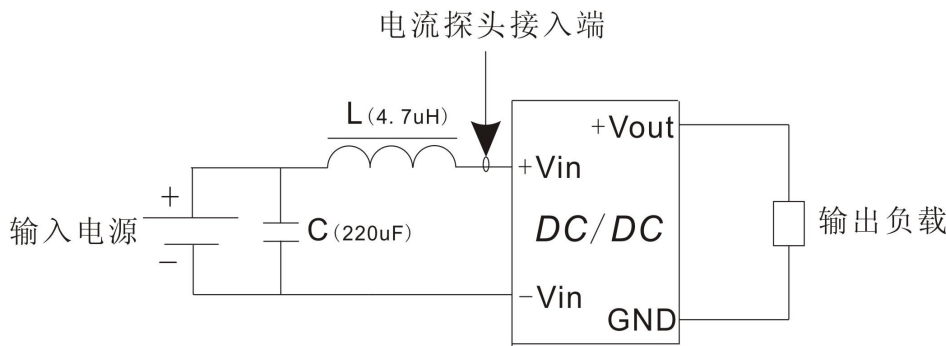 电流探头接入端
L(4.7uH)
+Vout
+Vin
+
输入电源
C(220uF)
DC/DC
输出负载
−
−Vin
GND